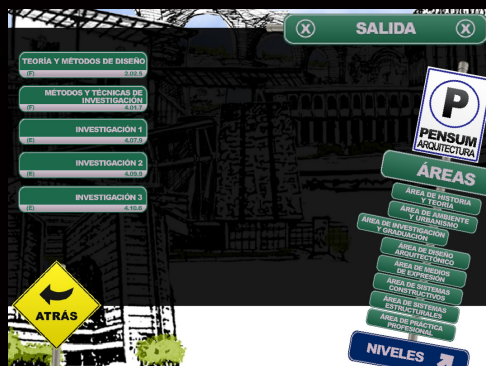 SALIDA
TEORÍA Y MÉTODOS DE DISEÑO
(F) 2.02.5
MÉTODOS Y TÉCNICAS DE
INVESTIGACIÓN
(F) 4.01.7
INVESTIGACIÓN 1
(E) 4.07.9
INVESTIGACIÓN 2
(E) 4.09.9
INVESTIGACIÓN 3
(E) 4.10.8
P
PENSUM
ARQUITECTURA
ÁREAS
ÁREA DE HISTORIA
Y TEORÍA
ÁREA DE AMBIENTE
Y URBANISMO
ÁREA DE INVESTIGACIÓN
Y GRADUACIÓN
ÁREA DE DISEÑO
ARQUITECTÓNICO
ÁREA DE MEDIOS
DE EXPRESIÓN
ÁREA DE SISTEMAS
CONSTRUCTIVOS
ÁREA DE SISTEMAS
ESTRUCTURALES
ÁREA DE PRÁCTICA
PROFESIONAL
ATRÁS
NIVELES